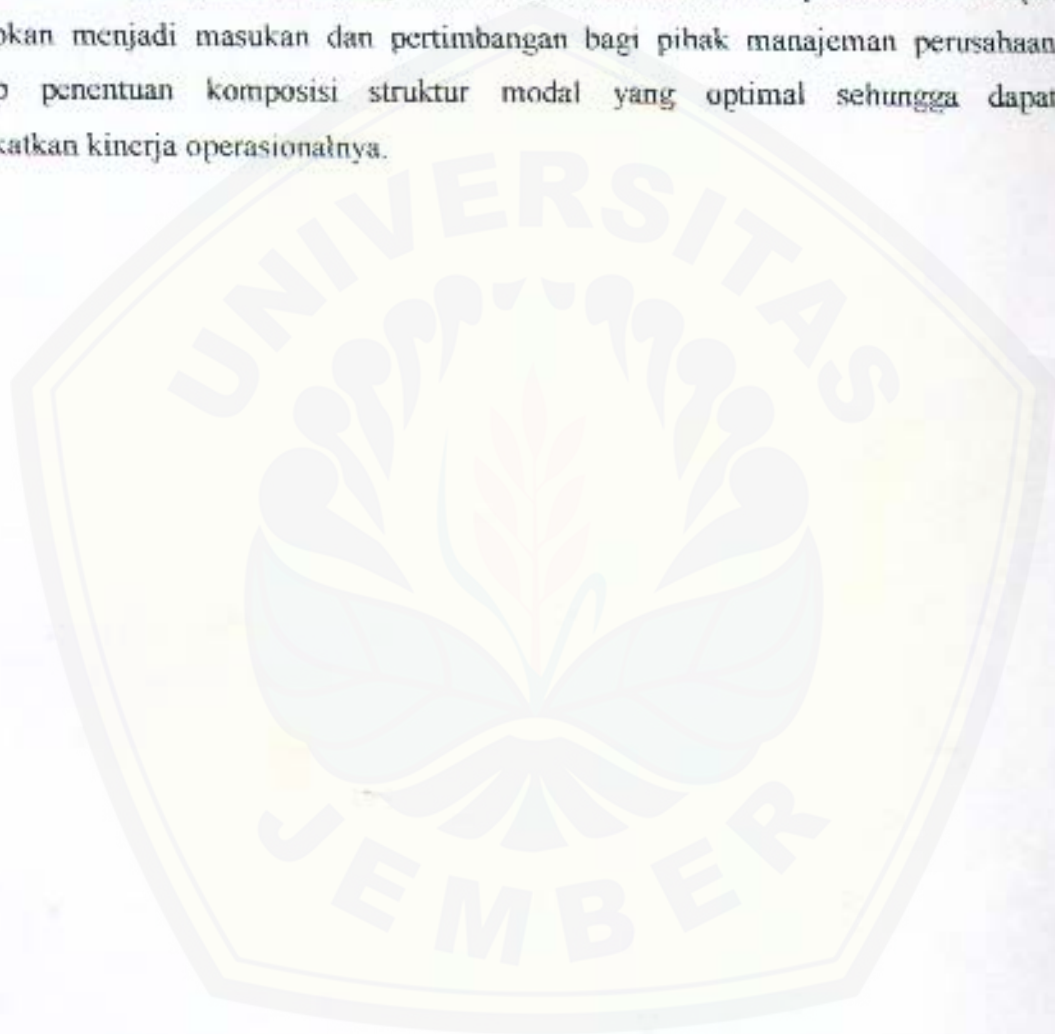 okan menjadi masukan dan pertimbangan bagi pihak manajeman perusahaan
p penentuan komposisi struktur modal yang optimal sehungga dapat
katkan kinerja operasionalnya.
UNIVERSITAS
JEMBER